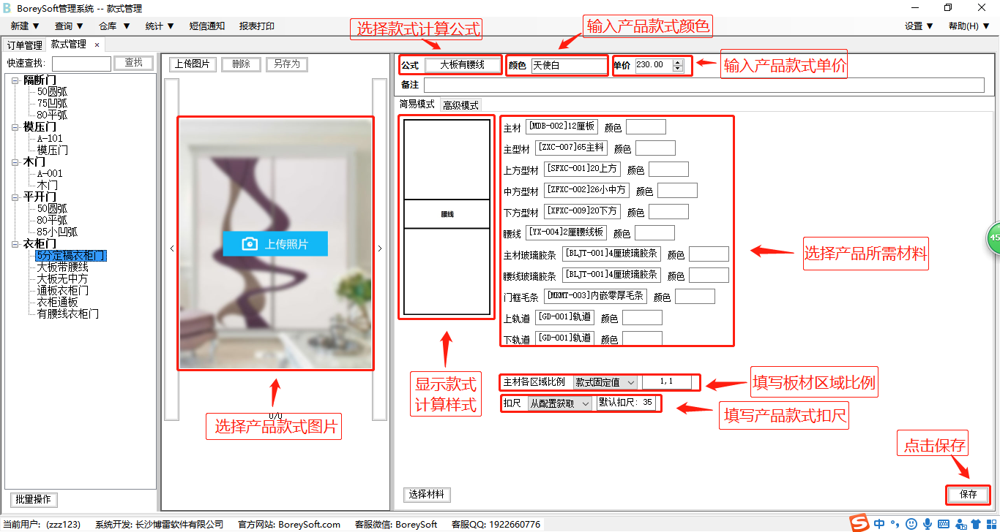 BoreySoft管理系统 -- 款式管理
新建 ▼ 查询 ▼ 仓库 ▼ 统计 ▼ 短信通知 报表打印 设置 ▼ 帮助(H) ▼
选择款式计算公式
输入产品款式颜色
订单管理 款式管理 ×
快速查找: 查找
隔断门
50圆弧
75凹弧
80平弧
模压门
A-101
模压门
木门
A-001
木门
平开门
50圆弧
80平弧
85小凹弧
衣柜门
5分定稿衣柜门
大板带腰线
大板无中方
通板衣柜门
衣柜通板
有腰线衣柜门
批量操作
上传图片 删除 另存为
< >
上传照片
0/0
选择产品款式图片
公式 大板有腰线 颜色 天使白 单价 230.00
输入产品款式单价
备注
简易模式 高级模式
腰线
显示款式
计算样式
主材 [MDB-002]12厘板 颜色
主型材 [ZXC-007]65主料 颜色
上方型材 [SFXC-001]20上方 颜色
中方型材 [ZFXC-002]26小中方 颜色
下方型材 [XFXC-009]20下方 颜色
腰线 [YX-004]2厘腰线板 颜色
主材玻璃胶条 [BLJT-001]4厘玻璃胶条 颜色
腰线玻璃胶条 [BLJT-001]4厘玻璃胶条 颜色
门框毛条 [MKMT-003]内嵌零厚毛条 颜色
上轨道 [GD-001]轨道 颜色
下轨道 [GD-001]轨道 颜色
选择产品所需材料
主材各区域比例 款式固定值 1,1
填写板材区域比例
扣尺 从配置获取 默认扣尺: 35
填写产品款式扣尺
点击保存
选择材料 保存
45
当前用户: (zzz123) 系统开发: 长沙博雷软件有限公司 官方网站: BoreySoft.com 客服微信: BoreySoft 客服QQ: 1922660776
S 中 12